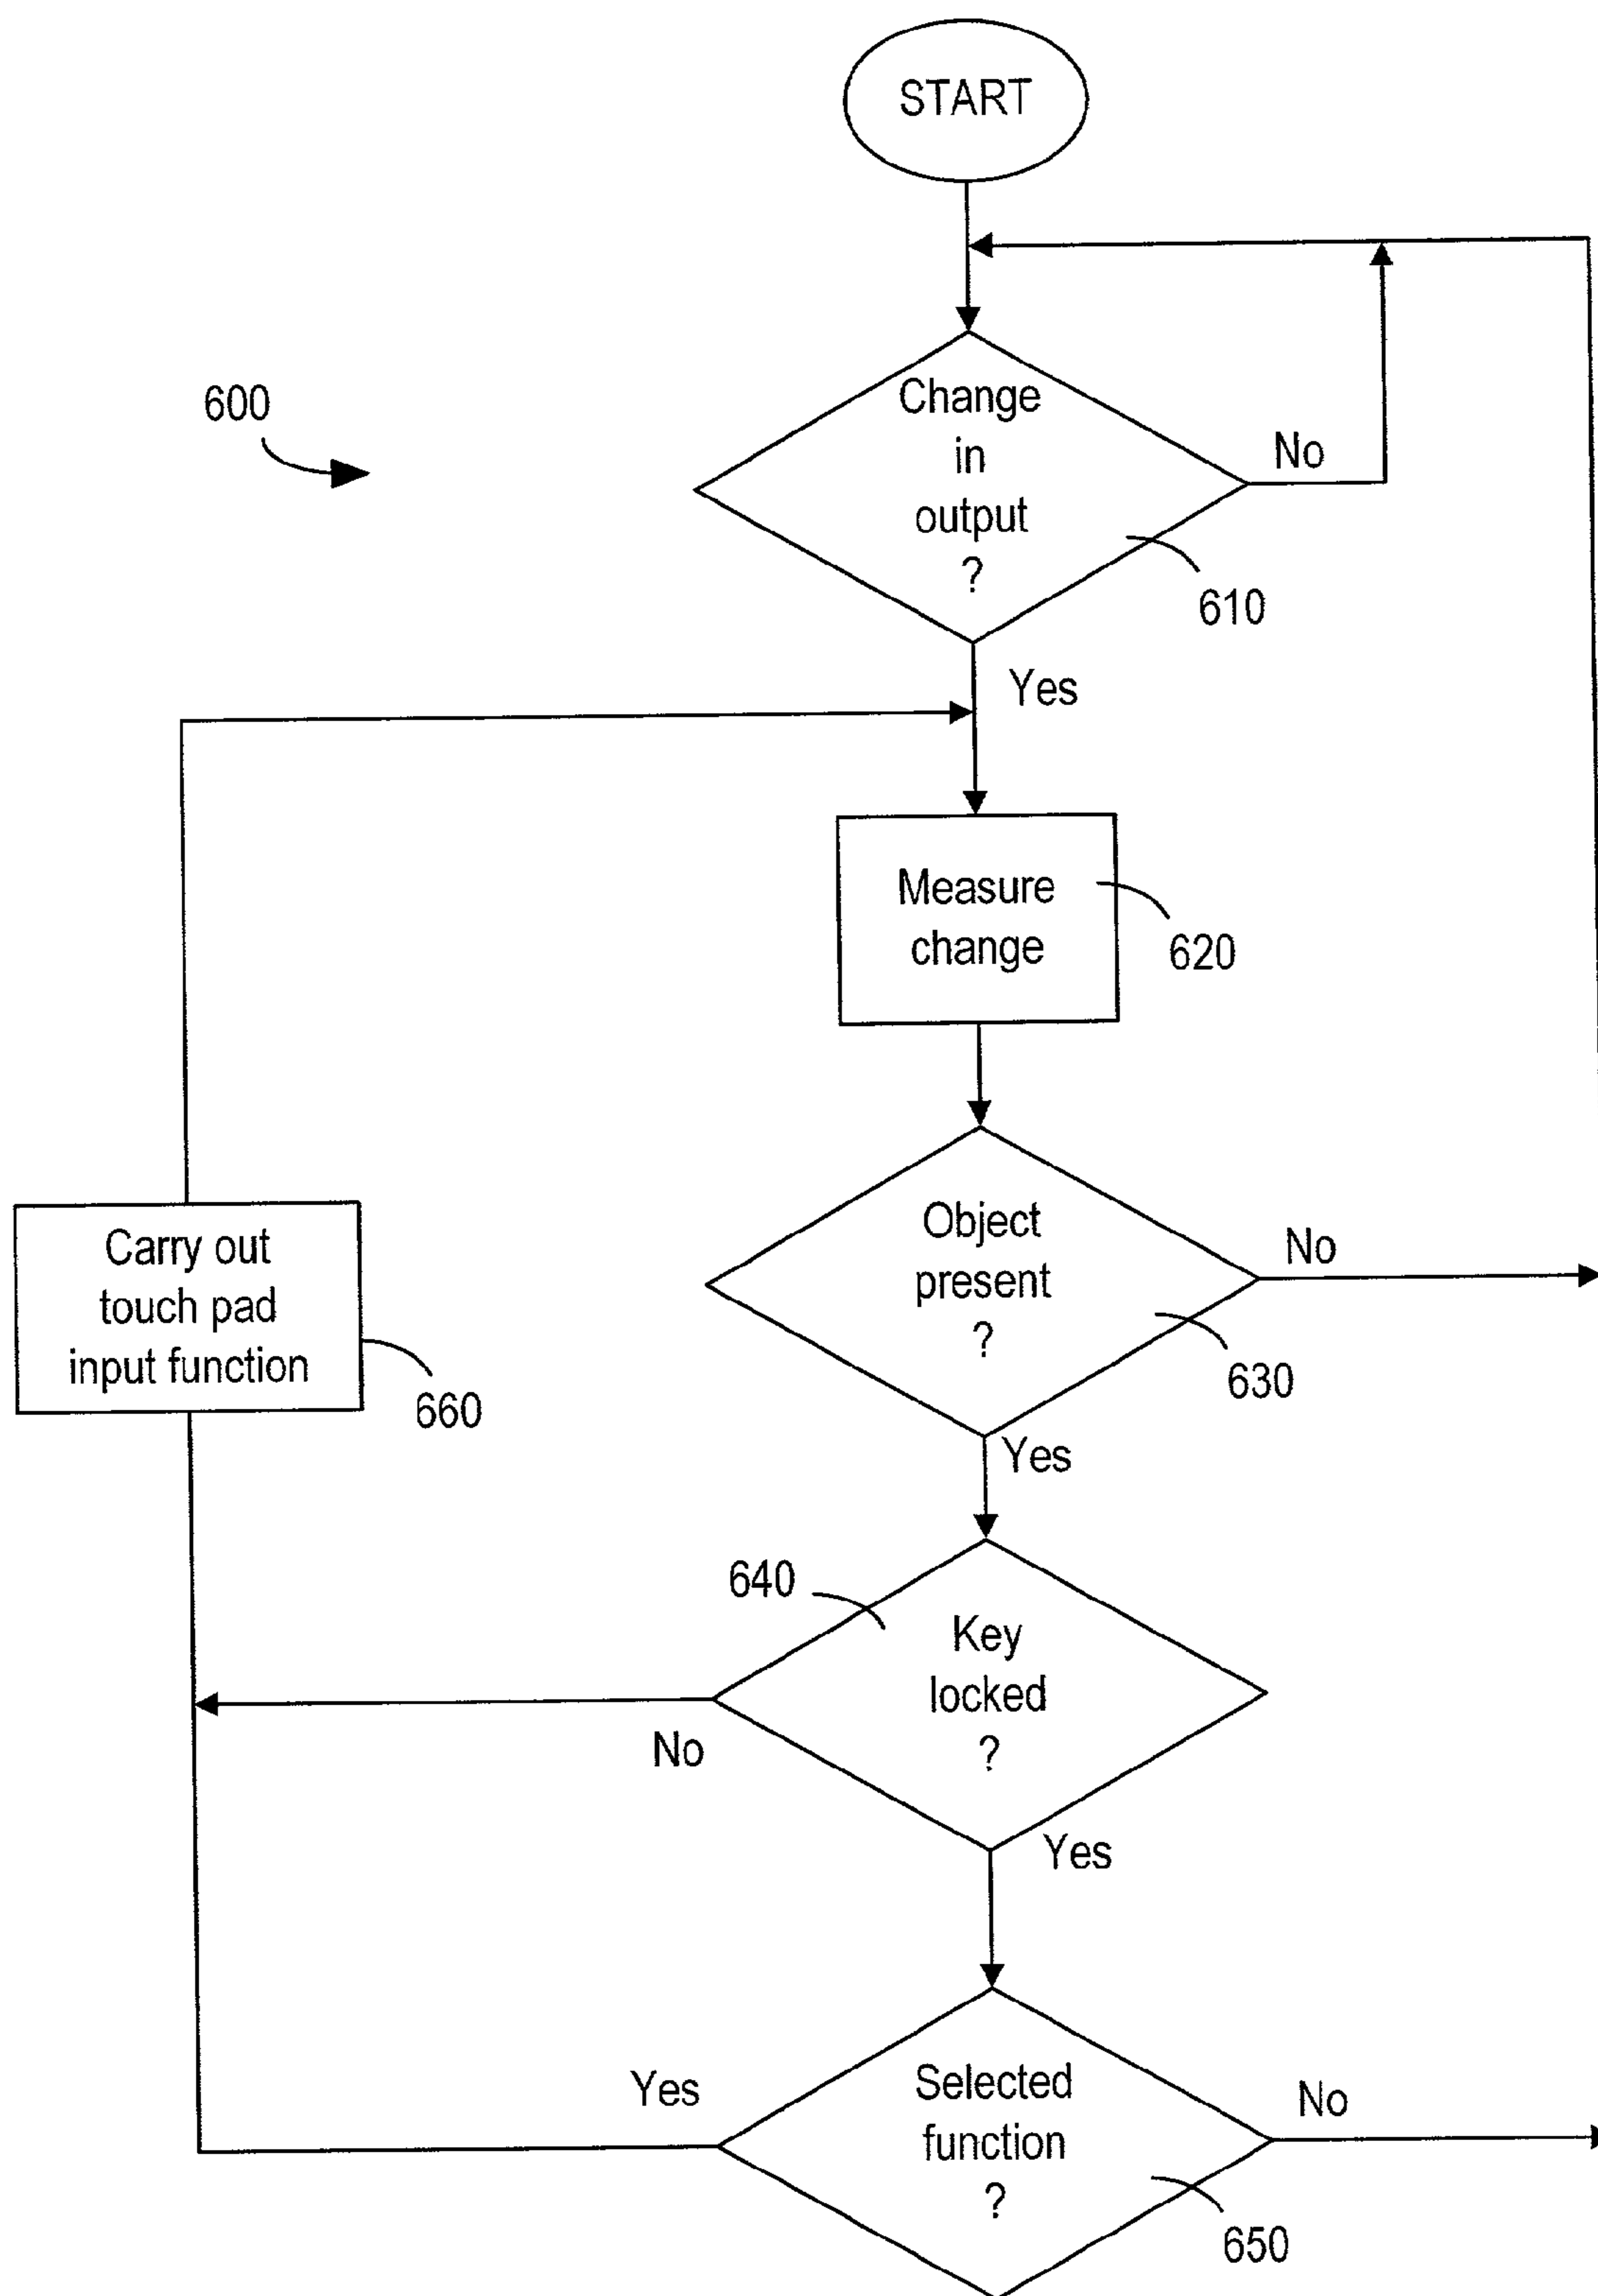 START
600
Change
in
output
?
No
610
Yes
Measure
change
620
Object
present
?
No
630
Yes
Carry out
touch pad
input function
660
640
Key
locked
?
No
Yes
Selected
function
?
Yes
No
650